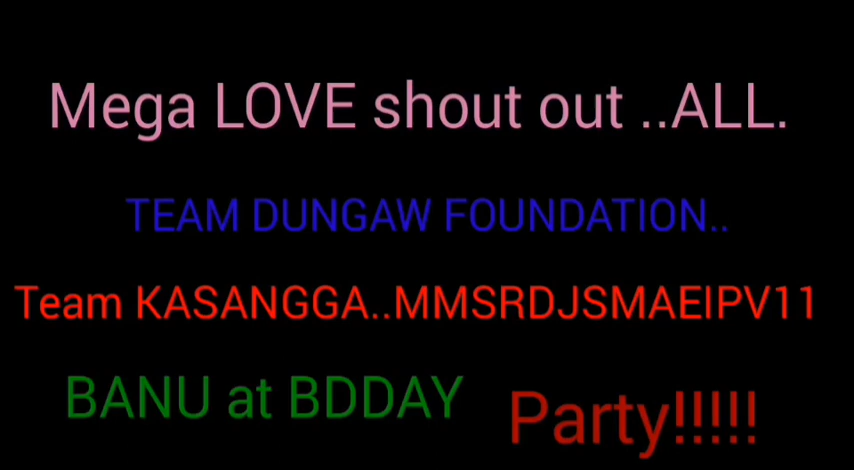 Mega LOVE shout out ..ALL.
TEAM DUNGAW FOUNDATION..
Team KASANGGA..MMSRDJSMAEIPV11
BANU at BDDAY Party!!!!!